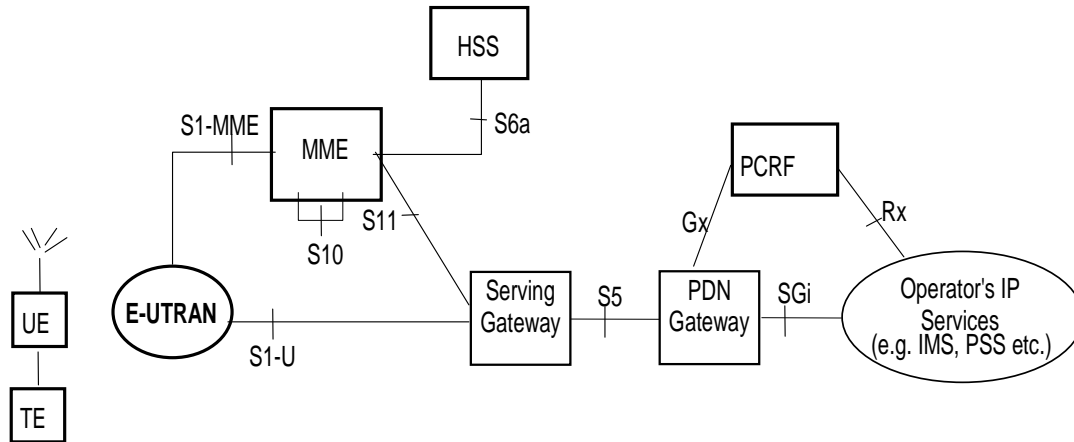 HSS
S1-MME
S6a
MME
PCRF
S11
Gx
Rx
S10
E-UTRAN
Serving
Gateway
S5
PDN
Gateway
SGi
Operator's IP
Services
(e.g. IMS, PSS etc.)
UE
S1-U
TE